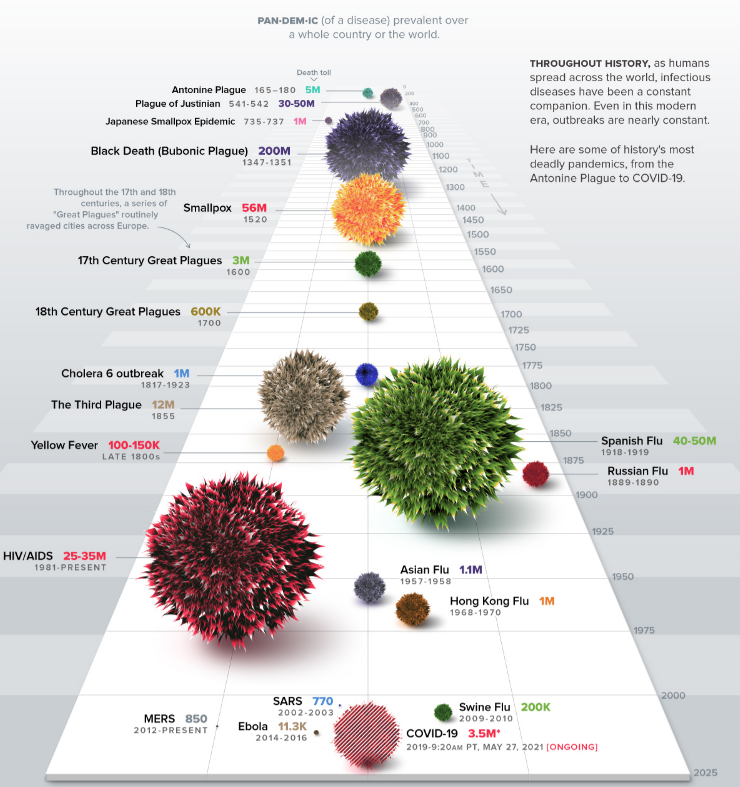 PAN·DEM·IC (of a disease) prevalent over
a whole country or the world.
THROUGHOUT HISTORY, as humans
spread across the world, infectious
diseases have been a constant
companion. Even in this modern
era, outbreaks are nearly constant.
Here are some of history's most
deadly pandemics, from the
Antonine Plague to COVID-19.
Death toll
Antonine Plague 165–180 5M
Plague of Justinian 541-542 30-50M
Japanese Smallpox Epidemic 735-737 1M
Black Death (Bubonic Plague) 200M
1347-1351
Throughout the 17th and 18th
centuries, a series of
"Great Plagues" routinely
ravaged cities across Europe.
Smallpox 56M
1520
17th Century Great Plagues 3M
1600
18th Century Great Plagues 600K
1700
Cholera 6 outbreak 1M
1817-1923
The Third Plague 12M
1855
Yellow Fever 100-150K
LATE 1800s
Spanish Flu 40-50M
1918-1919
Russian Flu 1M
1889-1890
HIV/AIDS 25-35M
1981-PRESENT
Asian Flu 1.1M
1957-1958
Hong Kong Flu 1M
1968-1970
SARS 770
2002-2003
Swine Flu 200K
2009-2010
MERS 850
2012-PRESENT
Ebola 11.3K
2014-2016
COVID-19 3.5M*
2019-9:20AM PT, MAY 27, 2021 [ONGOING]
TIME
0
200
400
500
600
700
800
900
1000
1100
1200
1300
1400
1450
1500
1550
1600
1650
1700
1725
1750
1775
1800
1825
1850
1875
1900
1925
1950
1975
2000
2025